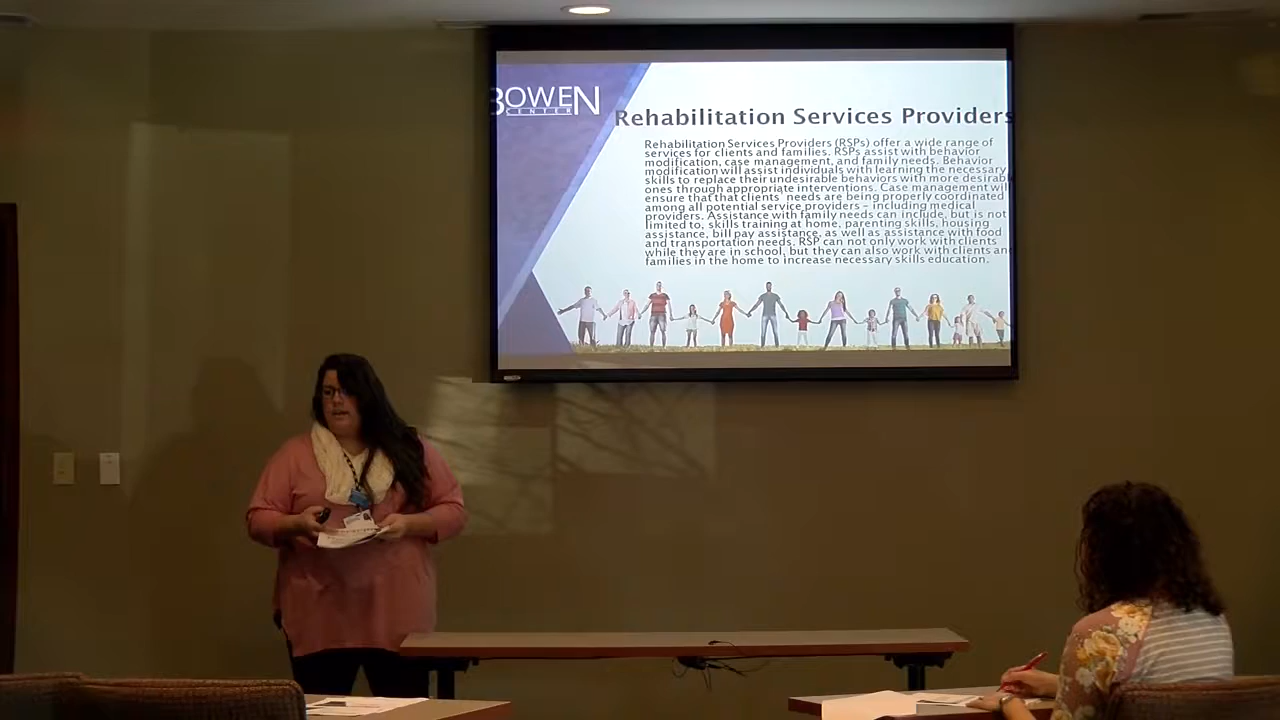 BOWEN
CENTER
Rehabilitation Services Providers
Rehabilitation Services Providers (RSPs) offer a wide range of
services for clients and families. RSPs assist with behavior
modification, case management, and family needs. Behavior
modification will assist individuals with learning the necessary
skills to replace their undesirable behaviors with more desirable
ones through appropriate interventions. Case management will
ensure that that clients' needs are being properly coordinated
among all potential service providers – including medical
providers. Assistance with family needs can include, but is not
limited to, skills training at home, parenting skills, housing
assistance, bill pay assistance, as well as assistance with food
and transportation needs. RSP can not only work with clients
while they are in school, but they can also work with clients and
families in the home to increase necessary skills education.